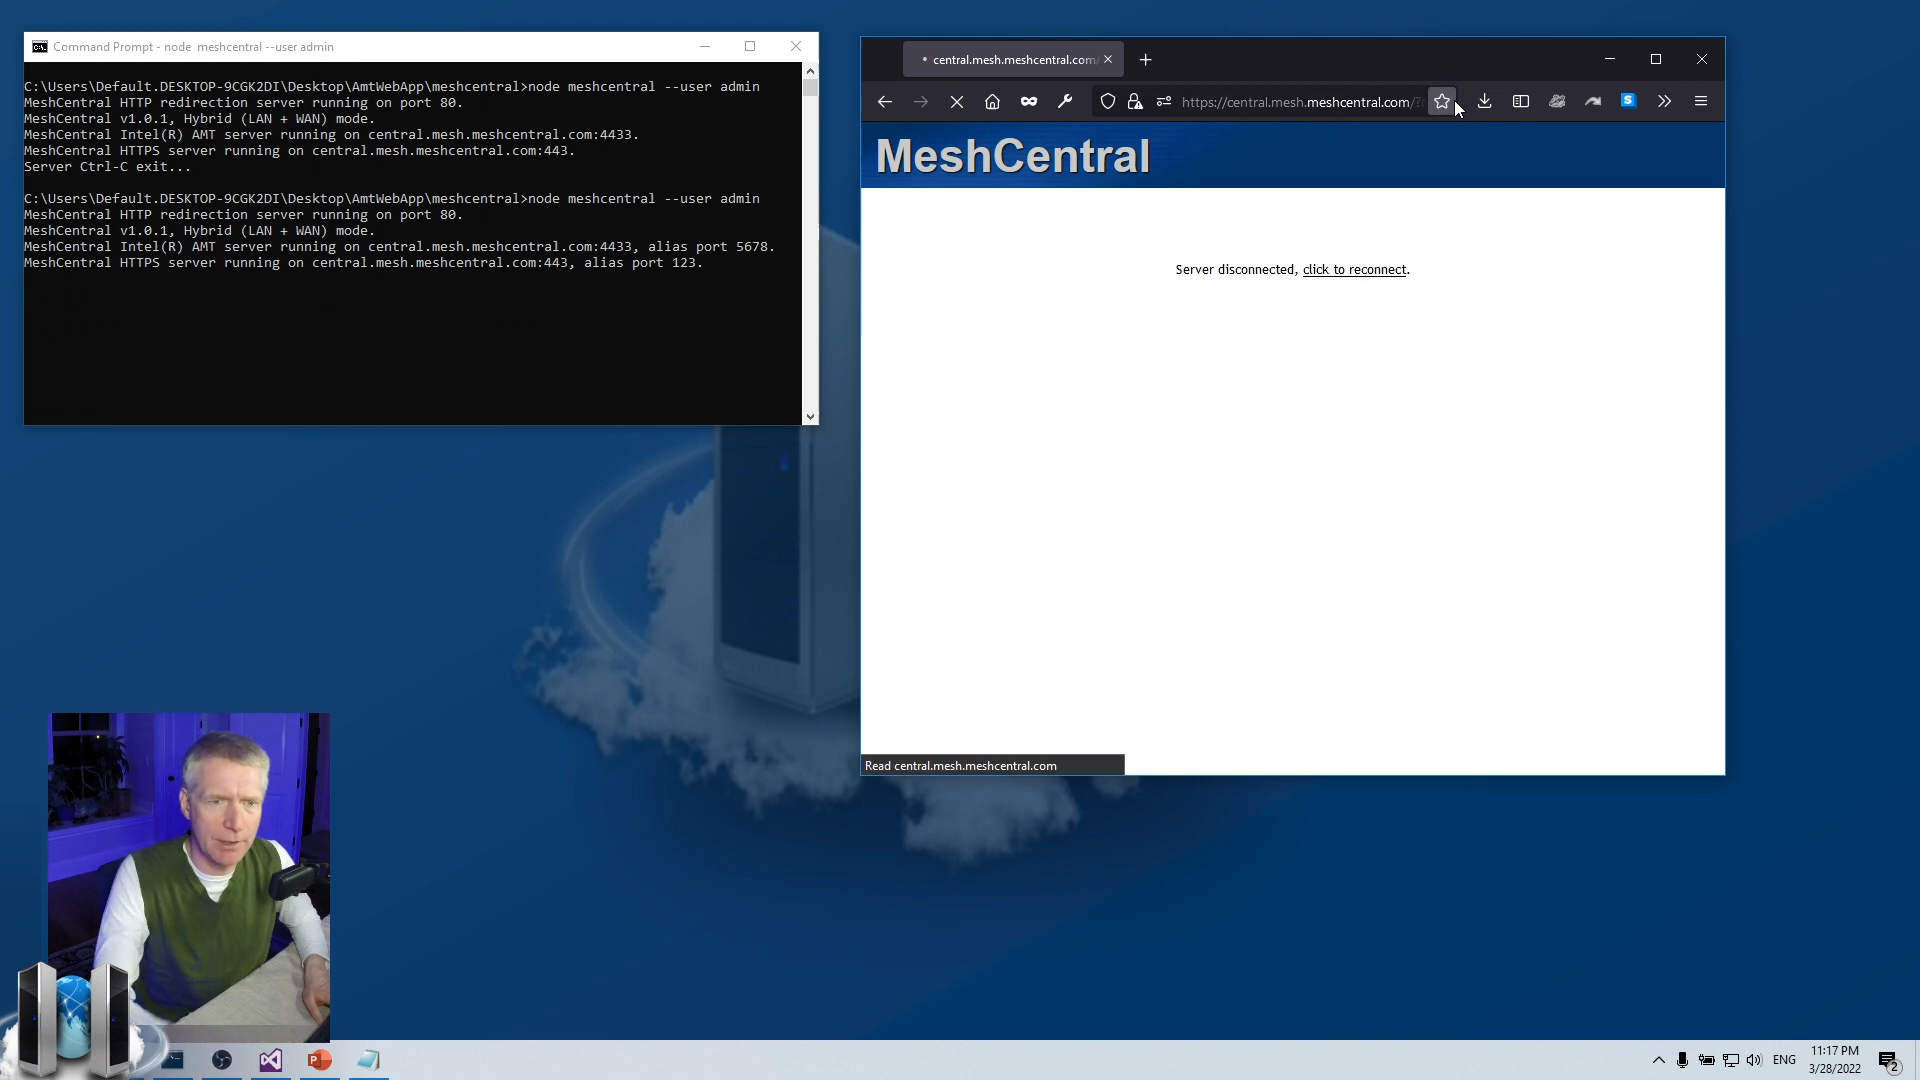 Command Prompt - node  meshcentral --user admin
C:\Users\Default.DESKTOP-9CGK2DI\Desktop\AmtWebApp\meshcentral>node meshcentral --user admin
MeshCentral HTTP redirection server running on port 80.
MeshCentral v1.0.1, Hybrid (LAN + WAN) mode.
MeshCentral Intel(R) AMT server running on central.mesh.meshcentral.com:4433.
MeshCentral HTTPS server running on central.mesh.meshcentral.com:443.
Server Ctrl-C exit...
C:\Users\Default.DESKTOP-9CGK2DI\Desktop\AmtWebApp\meshcentral>node meshcentral --user admin
MeshCentral HTTP redirection server running on port 80.
MeshCentral v1.0.1, Hybrid (LAN + WAN) mode.
MeshCentral Intel(R) AMT server running on central.mesh.meshcentral.com:4433, alias port 5678.
MeshCentral HTTPS server running on central.mesh.meshcentral.com:443, alias port 123.
central.mesh.meshcentral.com/
https://central.mesh.meshcentral.com/?
MeshCentral
Server disconnected, click to reconnect.
Read central.mesh.meshcentral.com
ENG
11:17 PM
3/28/2022
2